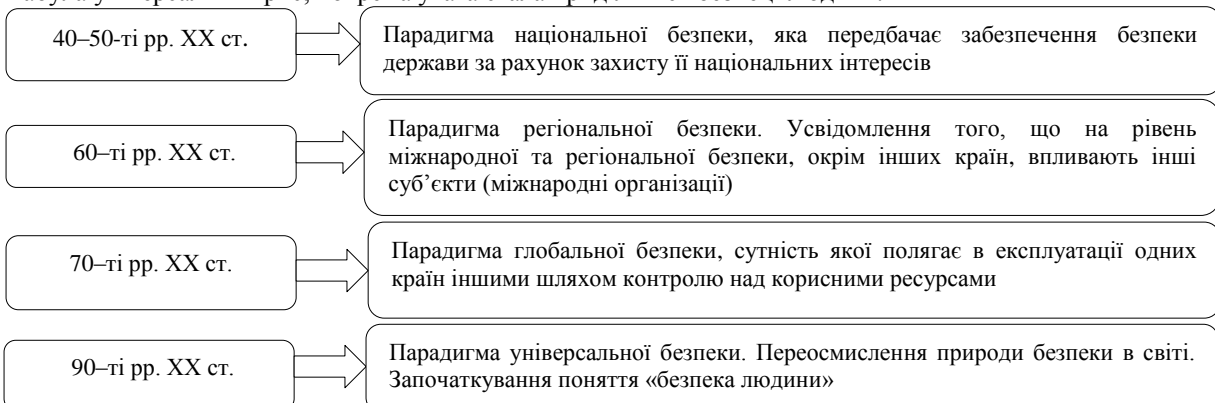 40–50-ті рр. ХХ ст.
Парадигма національної безпеки, яка передбачає забезпечення безпеки
держави за рахунок захисту її національних інтересів
60–ті рр. ХХ ст.
Парадигма регіональної безпеки. Усвідомлення того, що на рівень
міжнародної та регіональної безпеки, окрім інших країн, впливають інші
суб’єкти (міжнародні організації)
70–ті рр. ХХ ст.
Парадигма глобальної безпеки, сутність якої полягає в експлуатації одних
країн іншими шляхом контролю над корисними ресурсами
90–ті рр. ХХ ст.
Парадигма універсальної безпеки. Переосмислення природи безпеки в світі.
Започаткування поняття «безпека людини»